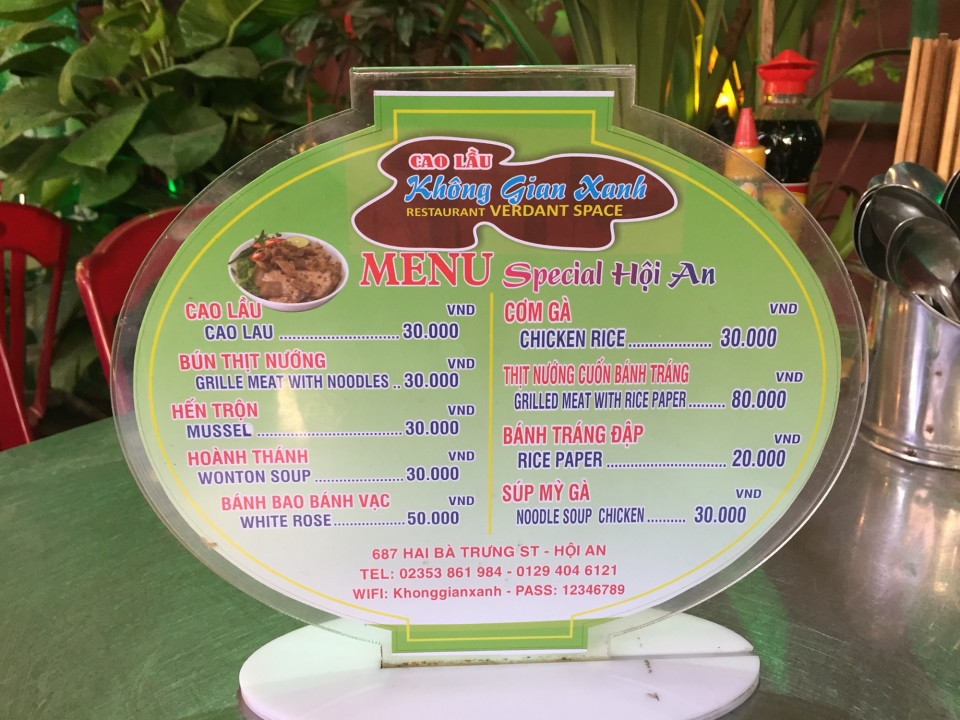 CAO LẦU
Không Gian Xanh
RESTAURANT VERDANT SPACE
MENU Special Hội An
CAO LẦU VND
CAO LAU ........................... 30.000
BÚN THỊT NƯỚNG VND
GRILLE MEAT WITH NOODLES .. 30.000
HẾN TRỘN VND
MUSSEL ................................. 30.000
HOÀNH THÁNH VND
WONTON SOUP .................... 30.000
BÁNH BAO BÁNH VẠC VND
WHITE ROSE.................. 50.000
CƠM GÀ VND
CHICKEN RICE .................... 30.000
THỊT NƯỚNG CUỐN BÁNH TRÁNG VND
GRILLED MEAT WITH RICE PAPER ......... 80.000
BÁNH TRÁNG ĐẬP VND
RICE PAPER ............................ 20.000
SÚP MỲ GÀ VND
NOODLE SOUP CHICKEN .......... 30.000
687 HAI BÀ TRƯNG ST - HỘI AN
TEL: 02353 861 984 - 0129 404 6121
WIFI: Khonggianxanh - PASS: 12346789